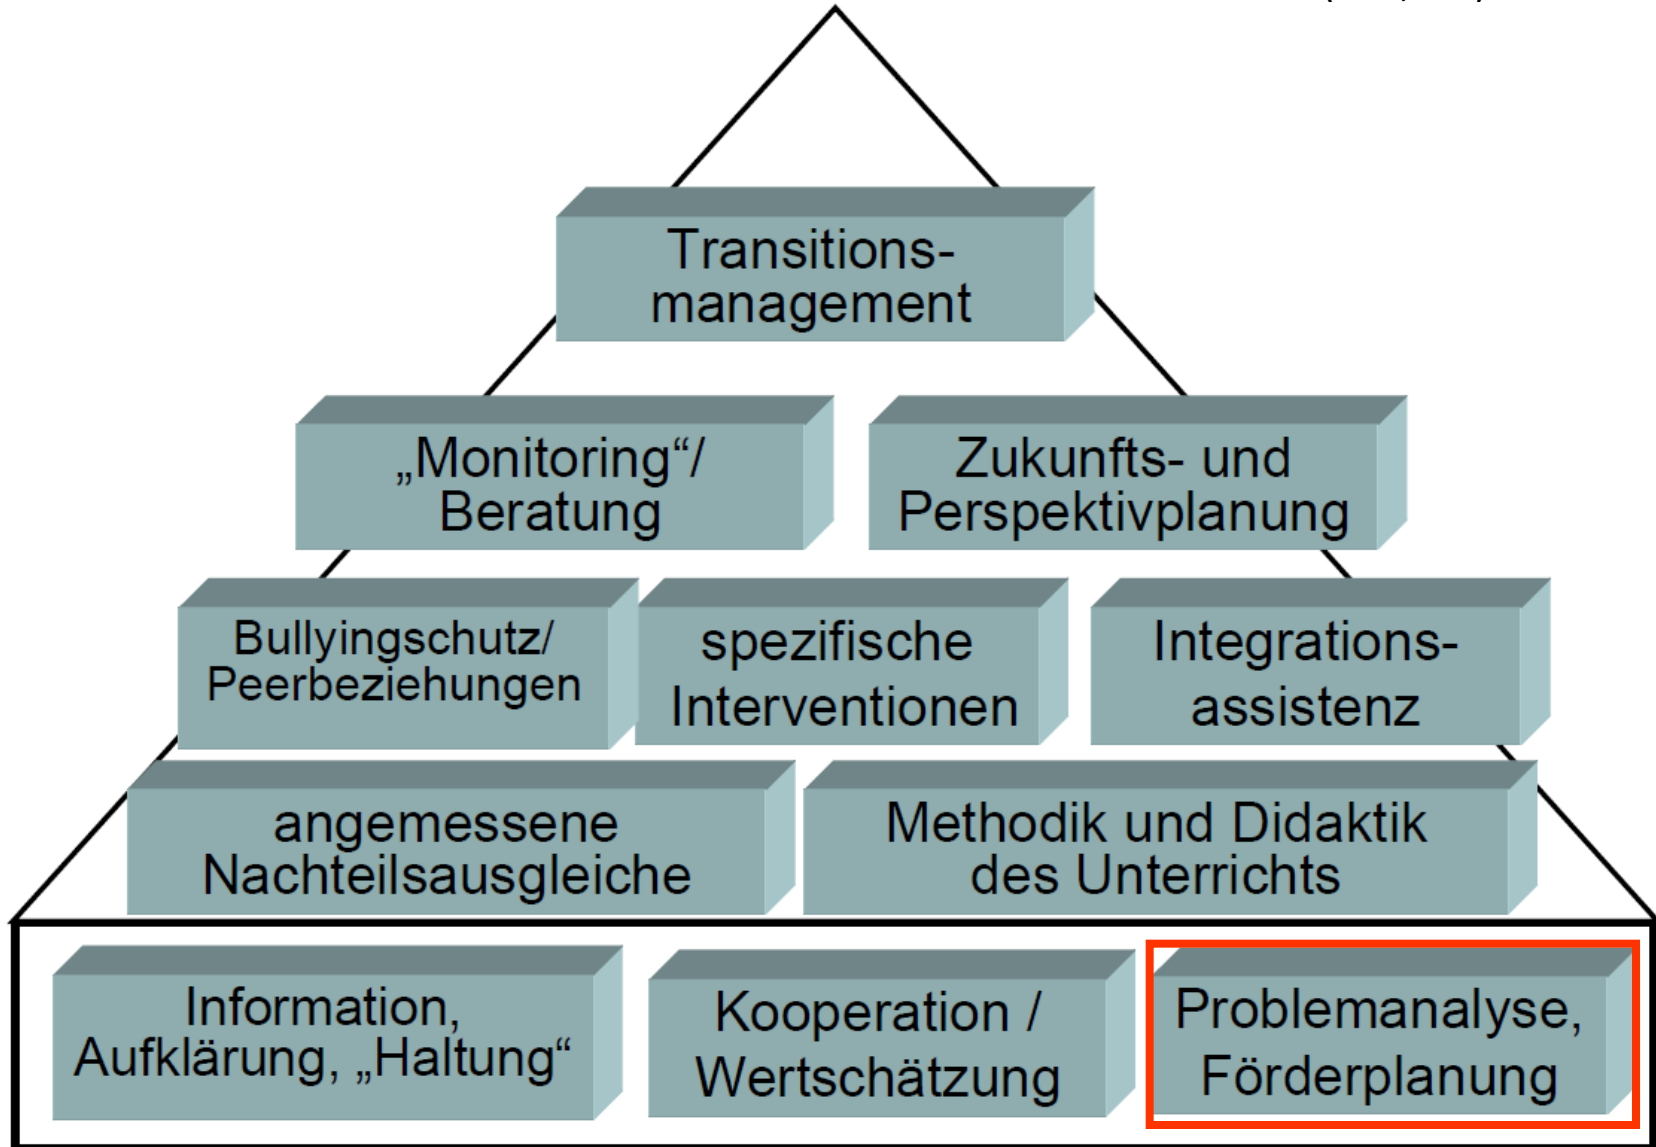 Transitions-
management
„Monitoring“/
Beratung
Zukunfts- und
Perspektivplanung
Bullyingschutz/
Peerbeziehungen
spezifische
Interventionen
Integrations-
assistenz
angemessene
Nachteilsausgleiche
Methodik und Didaktik
des Unterrichts
Information,
Aufklärung, „Haltung“
Kooperation /
Wertschätzung
Problemanalyse,
Förderplanung